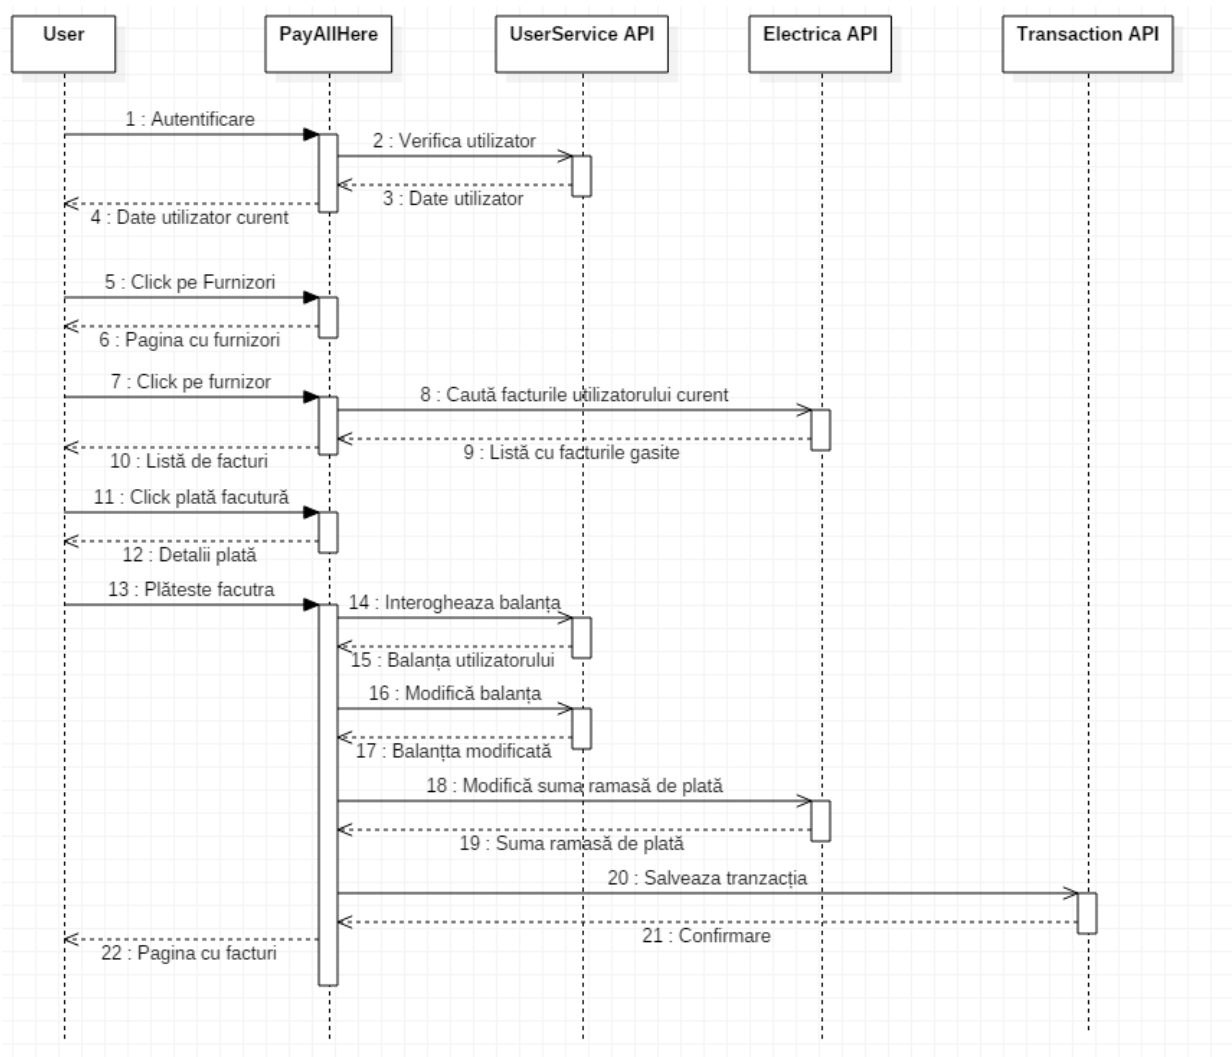 User
PayAllHere
UserService API
Electrica API
Transaction API
1 : Autentificare
2 : Verifica utilizator
3 : Date utilizator
4 : Date utilizator curent
5 : Click pe Furnizori
6 : Pagina cu furnizori
7 : Click pe furnizor
8 : Caută facturile utilizatorului curent
9 : Listă cu facturile gasite
10 : Listă de facturi
11 : Click plată facutură
12 : Detalii plată
13 : Plăteste facutra
14 : Interogheaza balanța
15 : Balanța utilizatorului
16 : Modifică balanța
17 : Balanțta modificată
18 : Modifică suma ramasă de plată
19 : Suma ramasă de plată
20 : Salveaza tranzacția
21 : Confirmare
22 : Pagina cu facturi